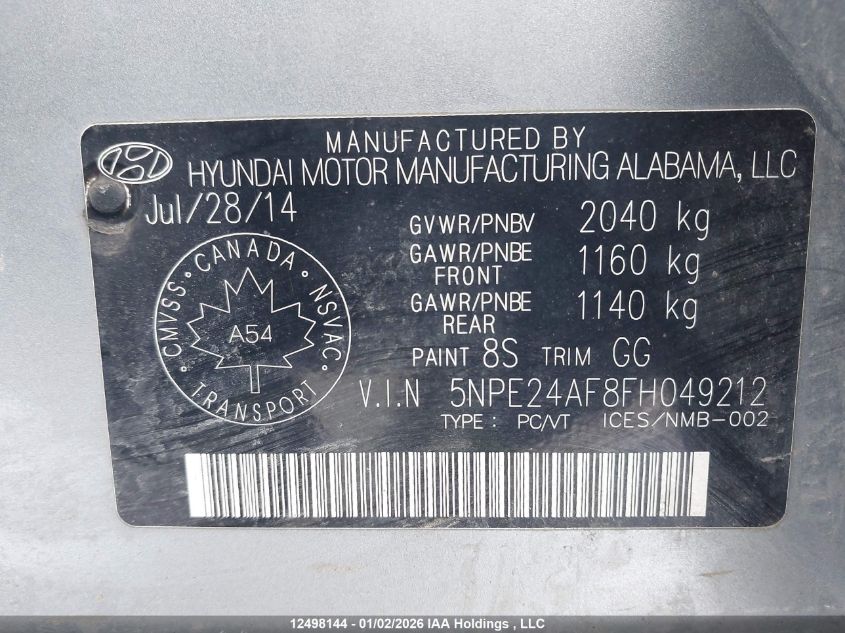 MANUFACTURED BY
HYUNDAI MOTOR MANUFACTURING ALABAMA, LLC
Jul/28/14
GVWR/PNBV 2040 kg
GAWR/PNBE FRONT 1160 kg
GAWR/PNBE REAR 1140 kg
PAINT 8S TRIM GG
CMVSS · CANADA · NSVAC · TRANSPORT
A54
V.I.N 5NPE24AF8FH049212
TYPE : PC/VT ICES/NMB-002
12498144 - 01/02/2026 IAA Holdings , LLC